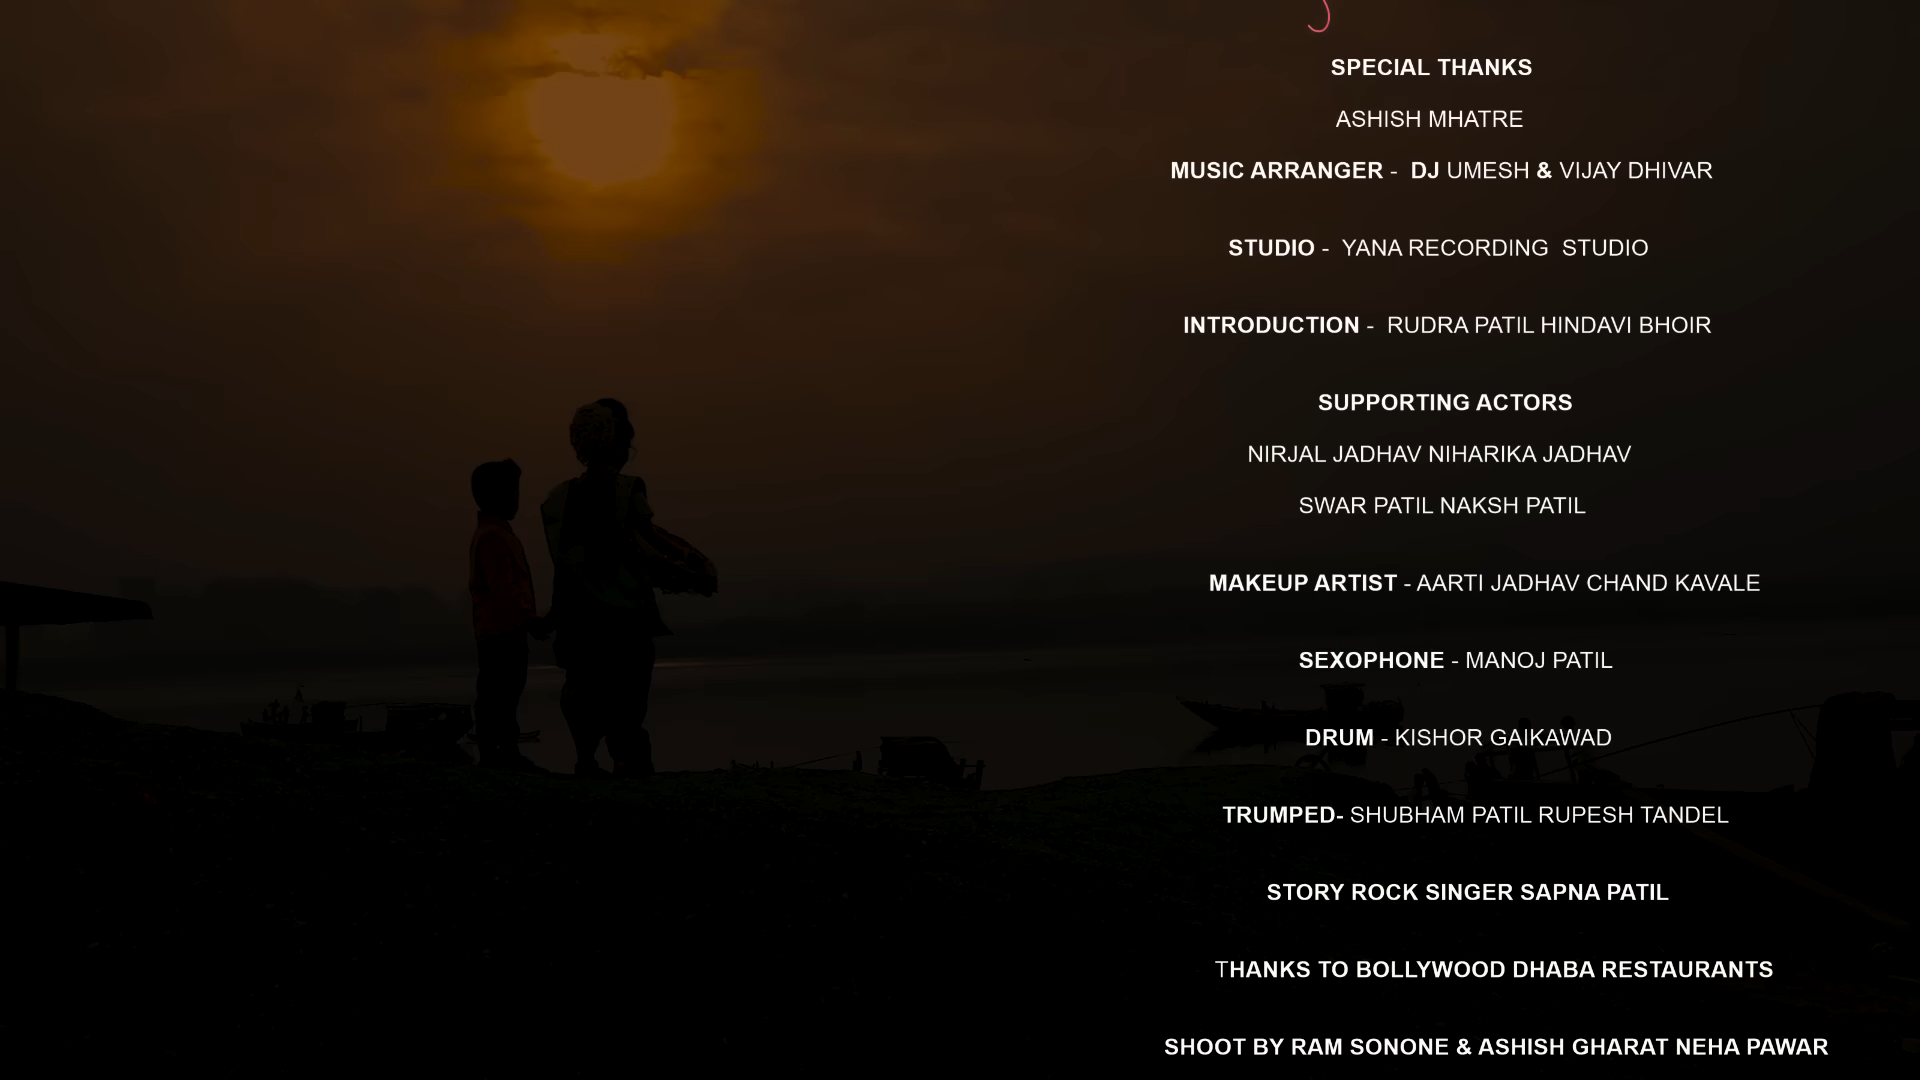 SPECIAL THANKS
ASHISH MHATRE
MUSIC ARRANGER - DJ UMESH & VIJAY DHIVAR
STUDIO - YANA RECORDING STUDIO
INTRODUCTION - RUDRA PATIL HINDAVI BHOIR
SUPPORTING ACTORS
NIRJAL JADHAV NIHARIKA JADHAV
SWAR PATIL NAKSH PATIL
MAKEUP ARTIST - AARTI JADHAV CHAND KAVALE
SEXOPHONE - MANOJ PATIL
DRUM - KISHOR GAIKAWAD
TRUMPED- SHUBHAM PATIL RUPESH TANDEL
STORY ROCK SINGER SAPNA PATIL
THANKS TO BOLLYWOOD DHABA RESTAURANTS
SHOOT BY RAM SONONE & ASHISH GHARAT NEHA PAWAR